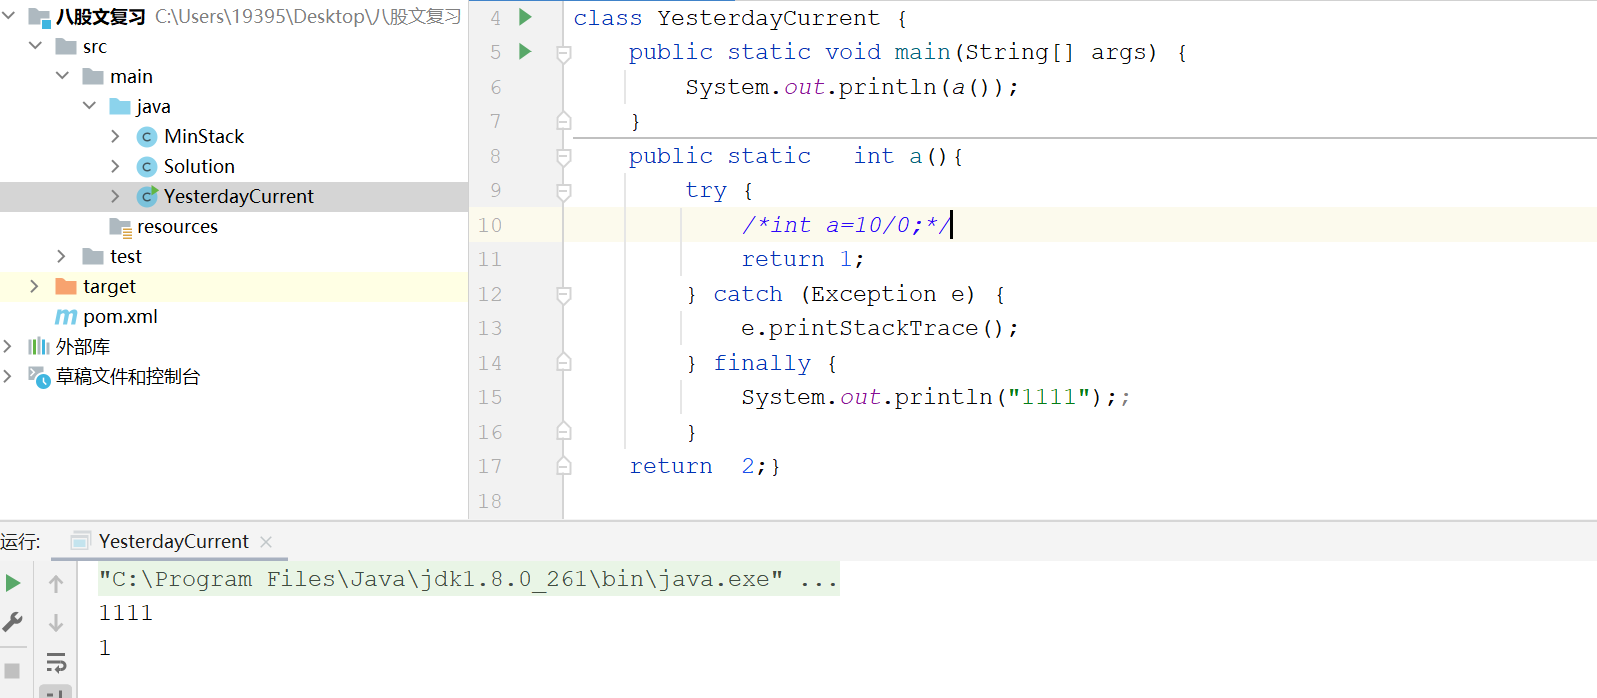 八股文复习 C:\Users\19395\Desktop\八股文复习
src
main
java
MinStack
Solution
YesterdayCurrent
resources
test
target
pom.xml
外部库
草稿文件和控制台
4 class YesterdayCurrent {
5 public static void main(String[] args) {
6 System.out.println(a());
7 }
8 public static   int a(){
9 try {
10 /*int a=10/0;*/
11 return 1;
12 } catch (Exception e) {
13 e.printStackTrace();
14 } finally {
15 System.out.println("1111");;
16 }
17 return  2;}
18
运行: YesterdayCurrent
"C:\Program Files\Java\jdk1.8.0_261\bin\java.exe" ...
1111
1